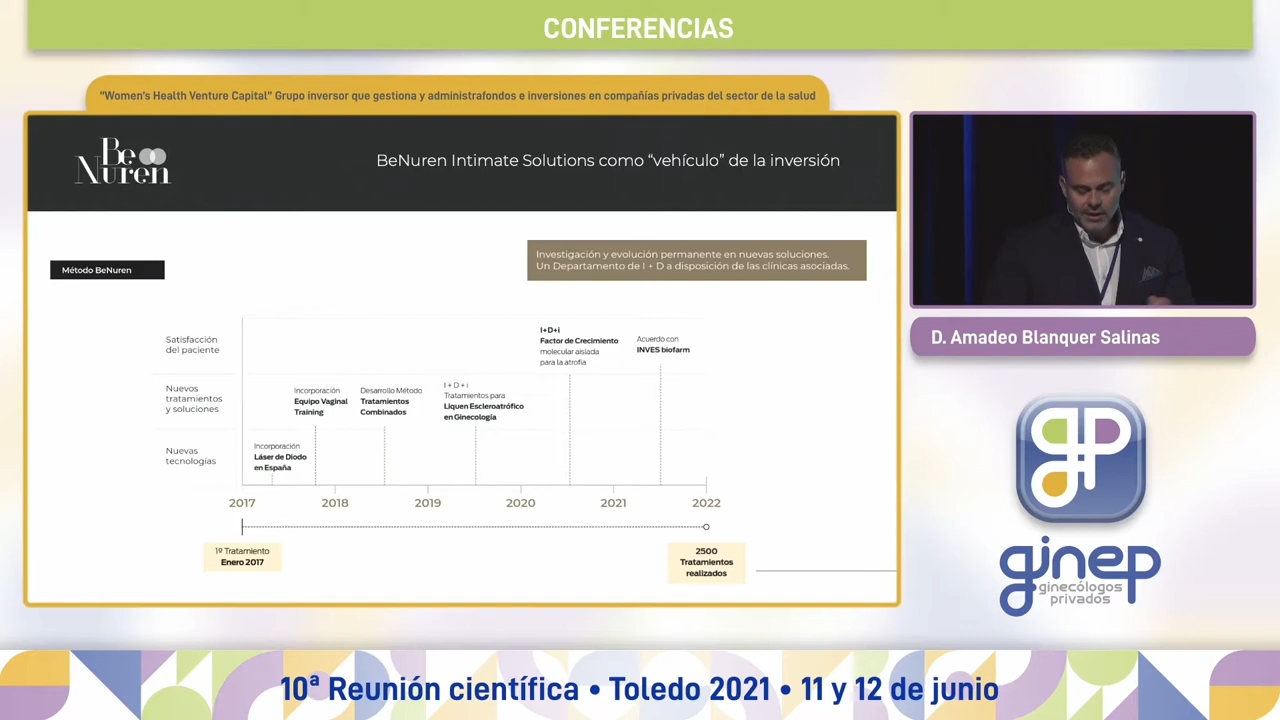 CONFERENCIAS
“Women's Health Venture Capital” Grupo inversor que gestiona y administrafondos e inversiones en compañías privadas del sector de la salud
Be
Nuren
BeNuren Intimate Solutions como “vehículo” de la inversión
Método BeNuren
Investigación y evolución permanente en nuevas soluciones.
Un Departamento de I + D a disposición de las clínicas asociadas.
Satisfacción
del paciente
Nuevos
tratamientos
y soluciones
Nuevas
tecnologías
Incorporación
Láser de Diodo
en España
Incorporación
Equipo Vaginal
Training
Desarrollo Método
Tratamientos
Combinados
I + D + i
Tratamientos para
Liquen Escleroatrófico
en Ginecología
I+D+i
Factor de Crecimiento
molecular aislada
para la atrofia
Acuerdo con
INVES biofarm
2017 2018 2019 2020 2021 2022
1º Tratamiento
Enero 2017
2500
Tratamientos
realizados
D. Amadeo Blanquer Salinas
ginep
ginecólogos
privados
10ª Reunión científica • Toledo 2021 • 11 y 12 de junio